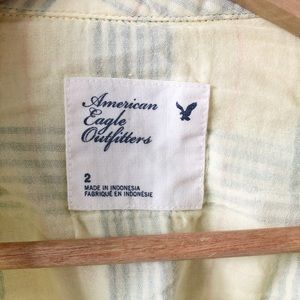 American
Eagle
Outfitters
2
MADE IN INDONESIA
FABRIQUÉ EN INDONÉSIE